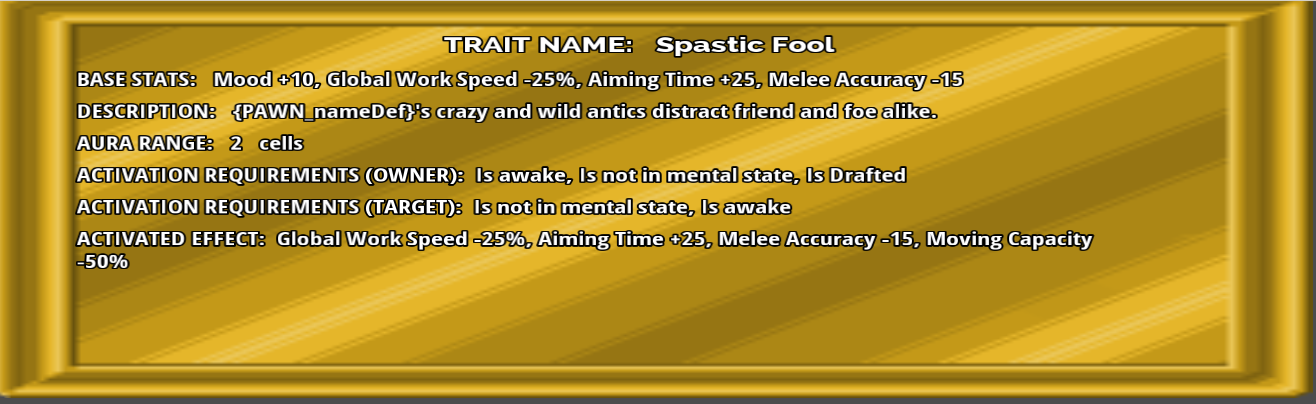 TRAIT NAME: Spastic Fool
BASE STATS: Mood +10, Global Work Speed -25%, Aiming Time +25, Melee Accuracy -15
DESCRIPTION: {PAWN_nameDef}'s crazy and wild antics distract friend and foe alike.
AURA RANGE: 2 cells
ACTIVATION REQUIREMENTS (OWNER): Is awake, Is not in mental state, Is Drafted
ACTIVATION REQUIREMENTS (TARGET): Is not in mental state, Is awake
ACTIVATED EFFECT: Global Work Speed -25%, Aiming Time +25, Melee Accuracy -15, Moving Capacity
-50%